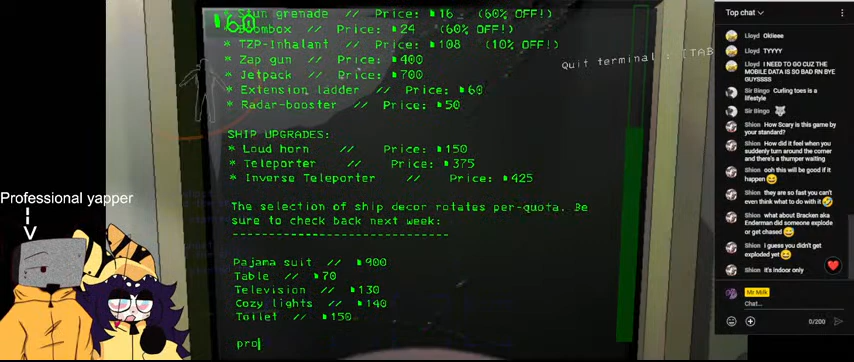 * Stun grenade // Price: ■16 (60% OFF!)
■60
* Boombox // Price: ■24 (60% OFF!)
* TZP-Inhalant // Price: ■108 (10% OFF!)
* Zap gun // Price: ■400
* Jetpack // Price: ■700
* Extension ladder // Price: ■60
* Radar-booster // Price: ■50
Quit terminal : [TAB
SHIP UPGRADES:
* Loud horn // Price: ■150
* Teleporter // Price: ■375
* Inverse Teleporter // Price: ■425
The selection of ship decor rotates per-quota. Be
sure to check back next week:
------------------------------
Pajama suit // ■900
Table // ■70
Television // ■130
Cozy lights // ■140
Toilet // ■150
pro
Professional yapper
Top chat
Lloyd Oktieee
Lloyd TYYYY
Lloyd I NEED TO GO CUZ THE
MOBILE DATA IS SO BAD RN BYE
GUYSSSS
Sir Bingo Curling toes is a
lifestyle
Sir Bingo
Shion How Scary is this game by
your standard?
Shion How did it feel when you
suddenly turn around the corner
and there's a thumper waiting
Shion ooh this will be good if it
happen 😄
Shion they are so fast you can't
even think what to do with it 🤣
Shion what about Bracken aka
Enderman did someone explode
or get chased 😅
Shion I guess you didn't get
exploded yet 😄
Shion It's indoor only
Mr Milk
Chat...
0/200